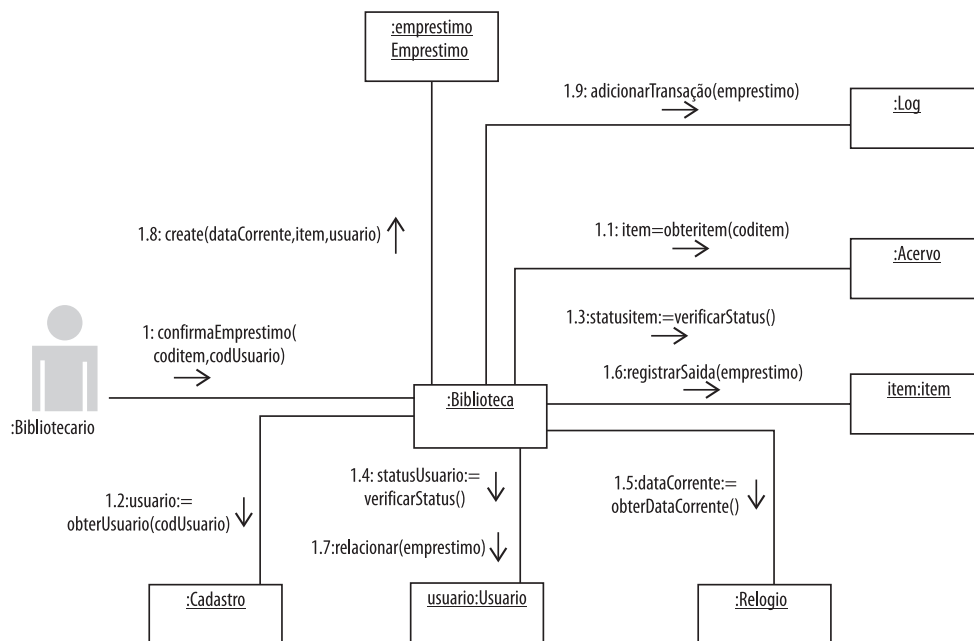 :emprestimo
Emprestimo
1.9: adicionarTransação(emprestimo)
:Log
1.8: create(dataCorrente,item,usuario)
1.1: item=obteritem(coditem)
:Acervo
1.3:statusitem:=verificarStatus()
1: confirmaEmprestimo(
coditem,codUsuario)
1.6:registrarSaida(emprestimo)
:Biblioteca
item:item
:Bibliotecario
1.2:usuario:=
obterUsuario(codUsuario)
1.4: statusUsuario:=
verificarStatus()
1.5:dataCorrente:=
obterDataCorrente()
1.7:relacionar(emprestimo)
:Cadastro
usuario:Usuario
:Relogio